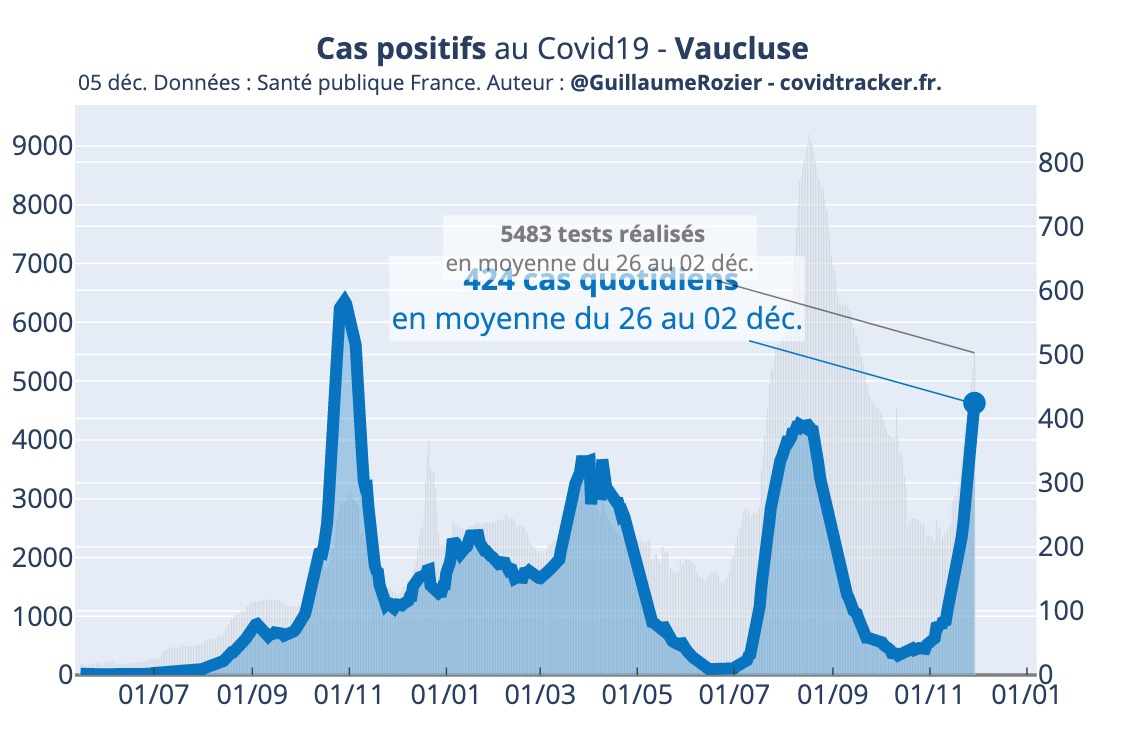 Cas positifs au Covid19 - Vaucluse
05 déc. Données : Santé publique France. Auteur : @GuillaumeRozier - covidtracker.fr.
9000
8000
7000
6000
5000
4000
3000
2000
1000
0
800
700
600
500
400
300
200
100
0
5483 tests réalisés
en moyenne du 26 au 02 déc.
424 cas quotidiens
en moyenne du 26 au 02 déc.
01/07 01/09 01/11 01/01 01/03 01/05 01/07 01/09 01/11 01/01